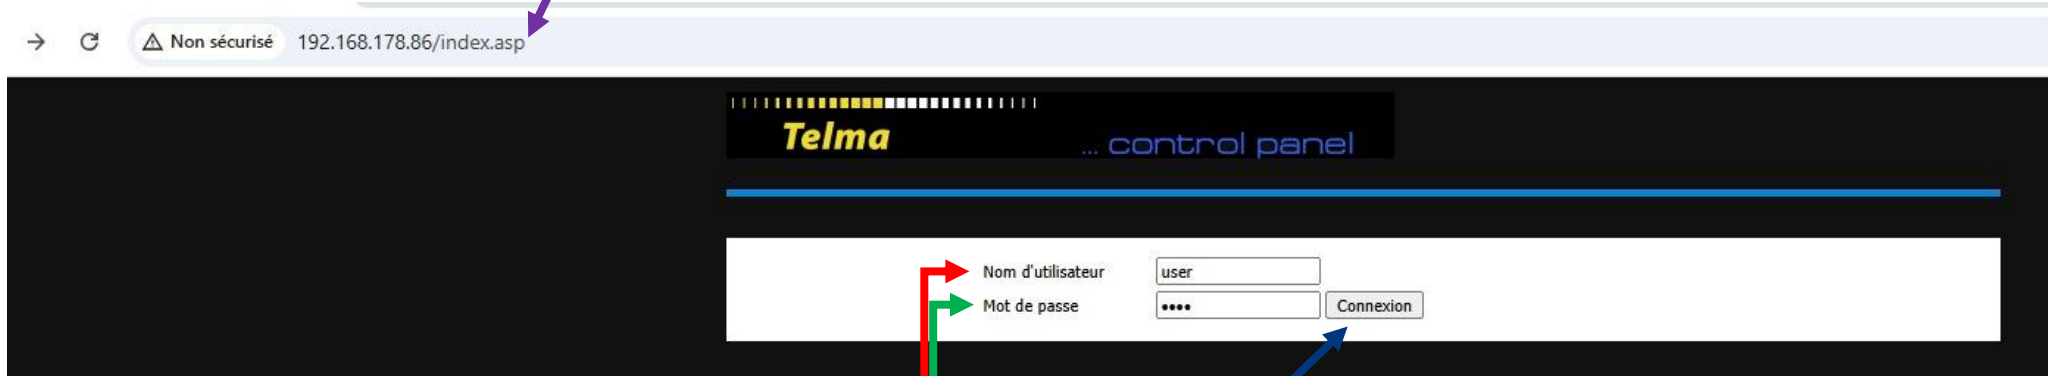 Non sécurisé 192.168.178.86/index.asp
Telma
... control panel
Nom d'utilisateur user
Mot de passe •••• Connexion